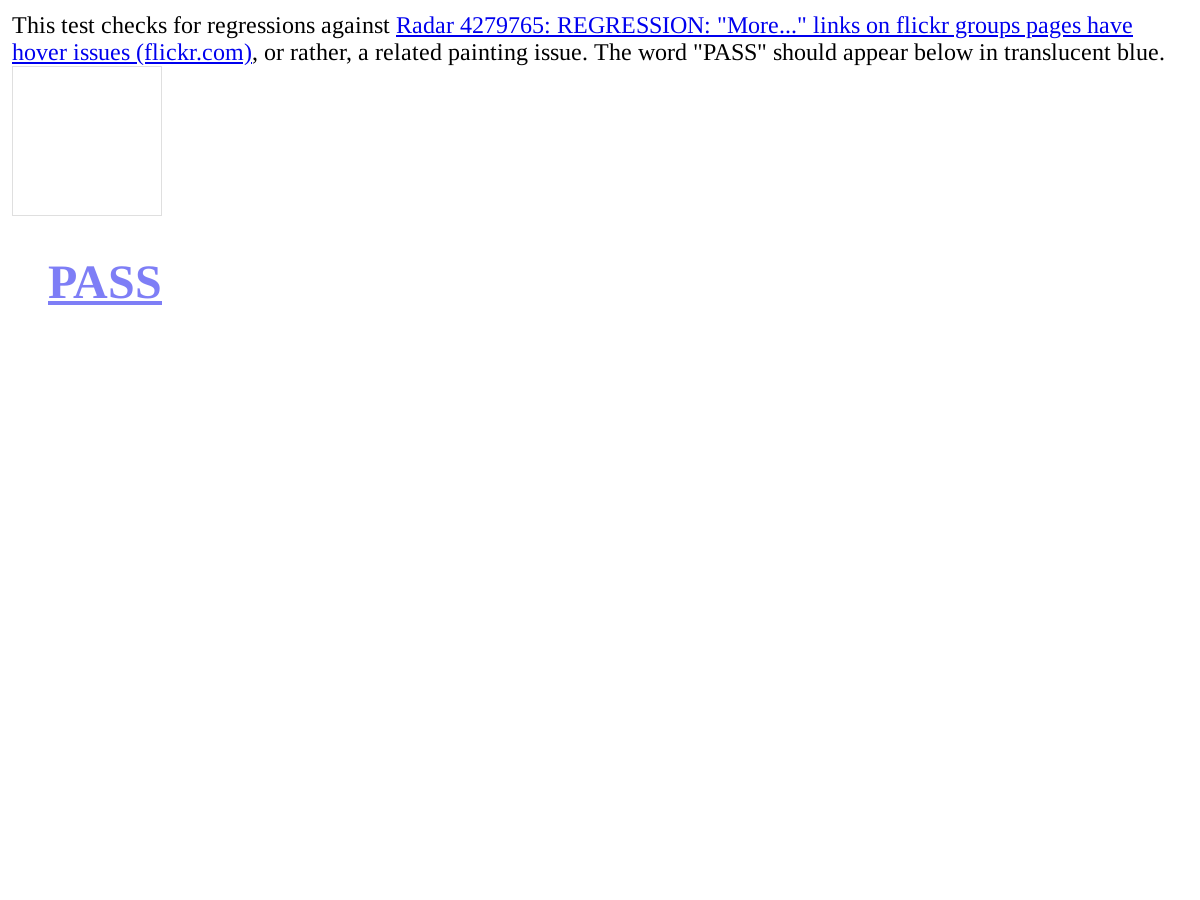 This test checks for regressions against Radar 4279765: REGRESSION: "More..." links on flickr groups pages have
hover issues (flickr.com), or rather, a related painting issue. The word "PASS" should appear below in translucent blue.
PASS